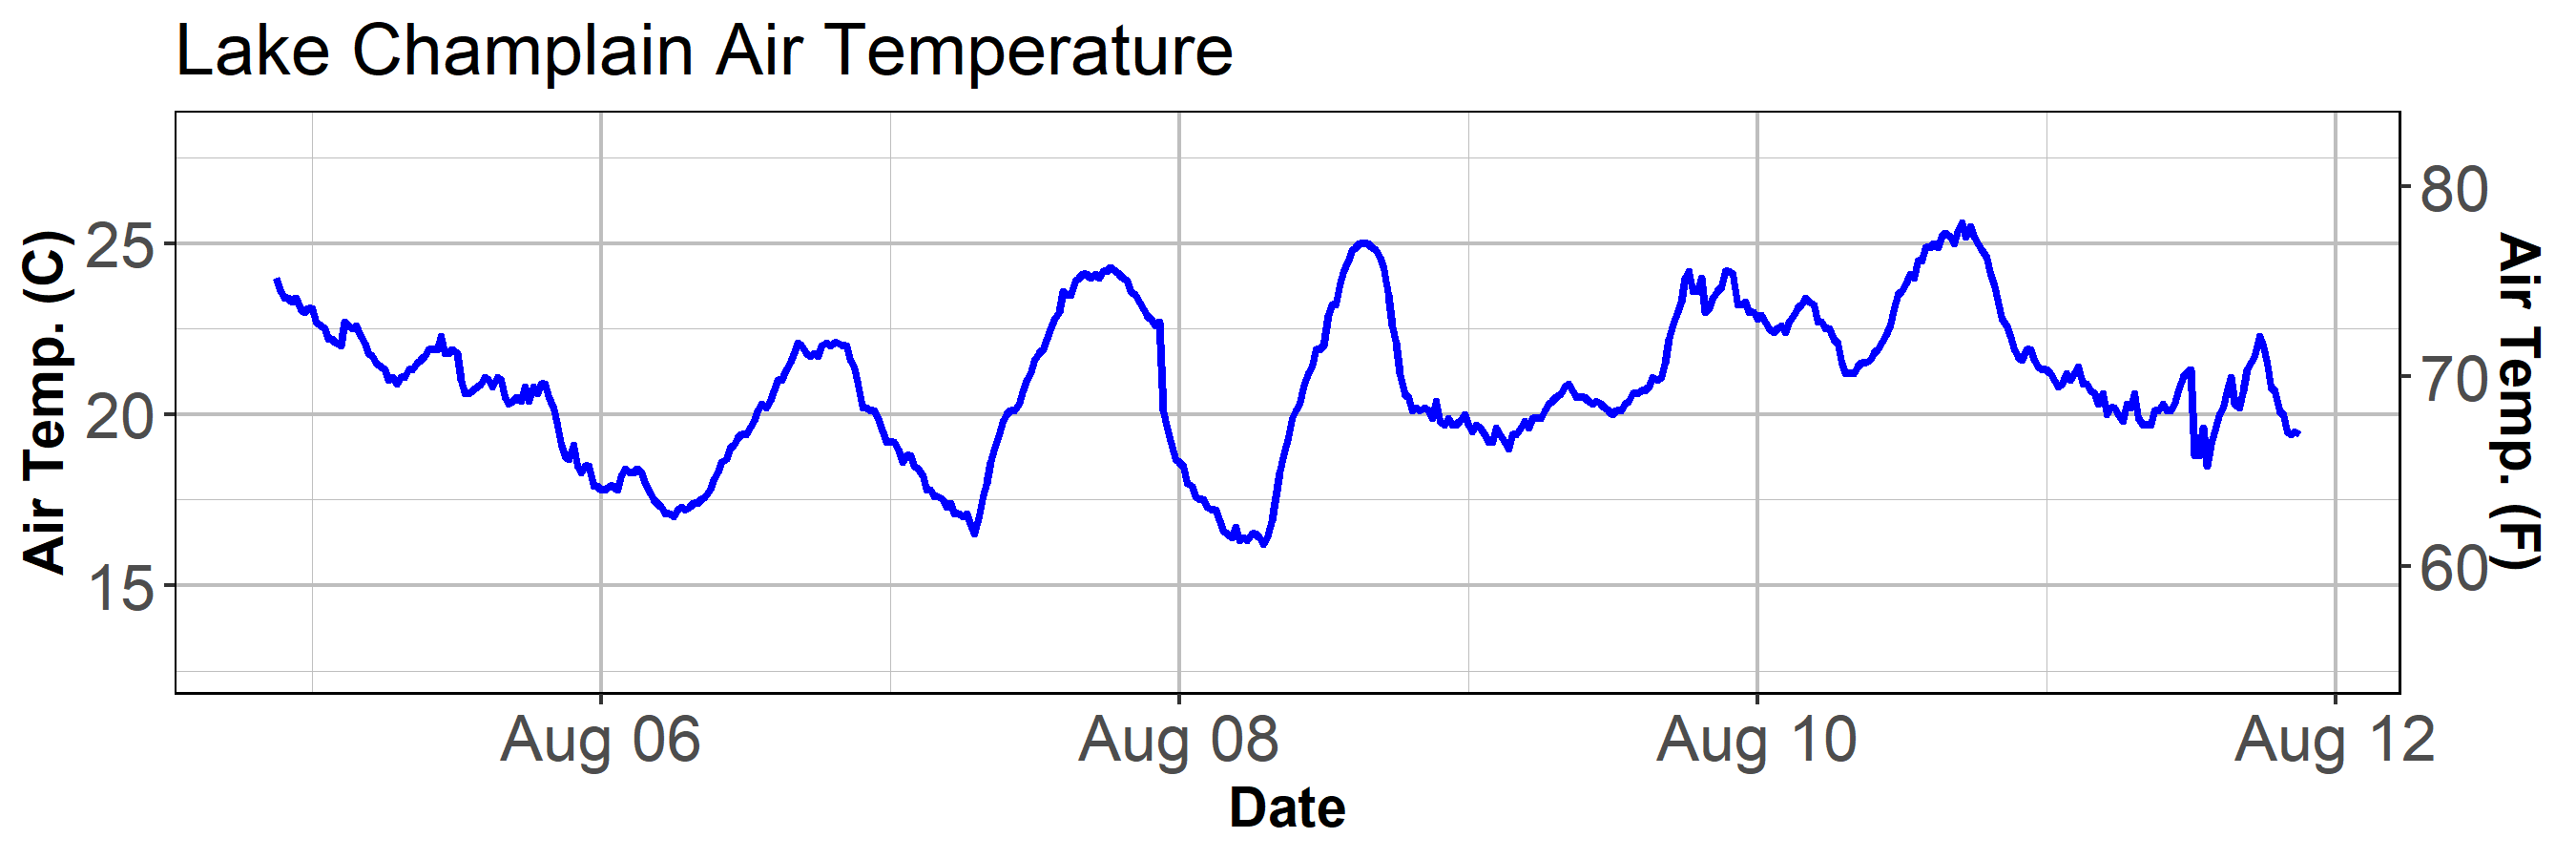 Lake Champlain Air Temperature
Air Temp. (C)
25
20
15
80
70
60
Air Temp. (F)
Aug 06
Aug 08
Aug 10
Aug 12
Date